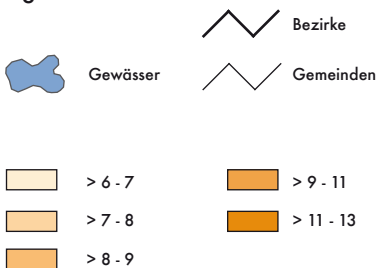 Bezirke
Gewässer
Gemeinden
> 6 - 7
> 9 - 11
> 7 - 8
> 11 - 13
> 8 - 9